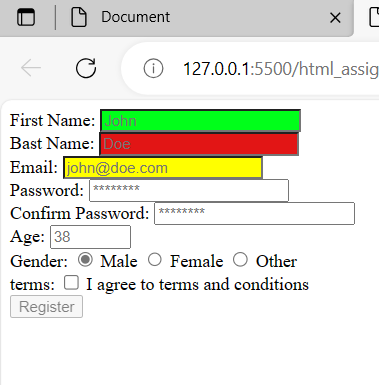 Document
127.0.0.1:5500/html_assig
First Name: John
Bast Name: Doe
Email: john@doe.com
Password: ********
Confirm Password: ********
Age: 38
Gender: Male Female Other
terms: I agree to terms and conditions
Register